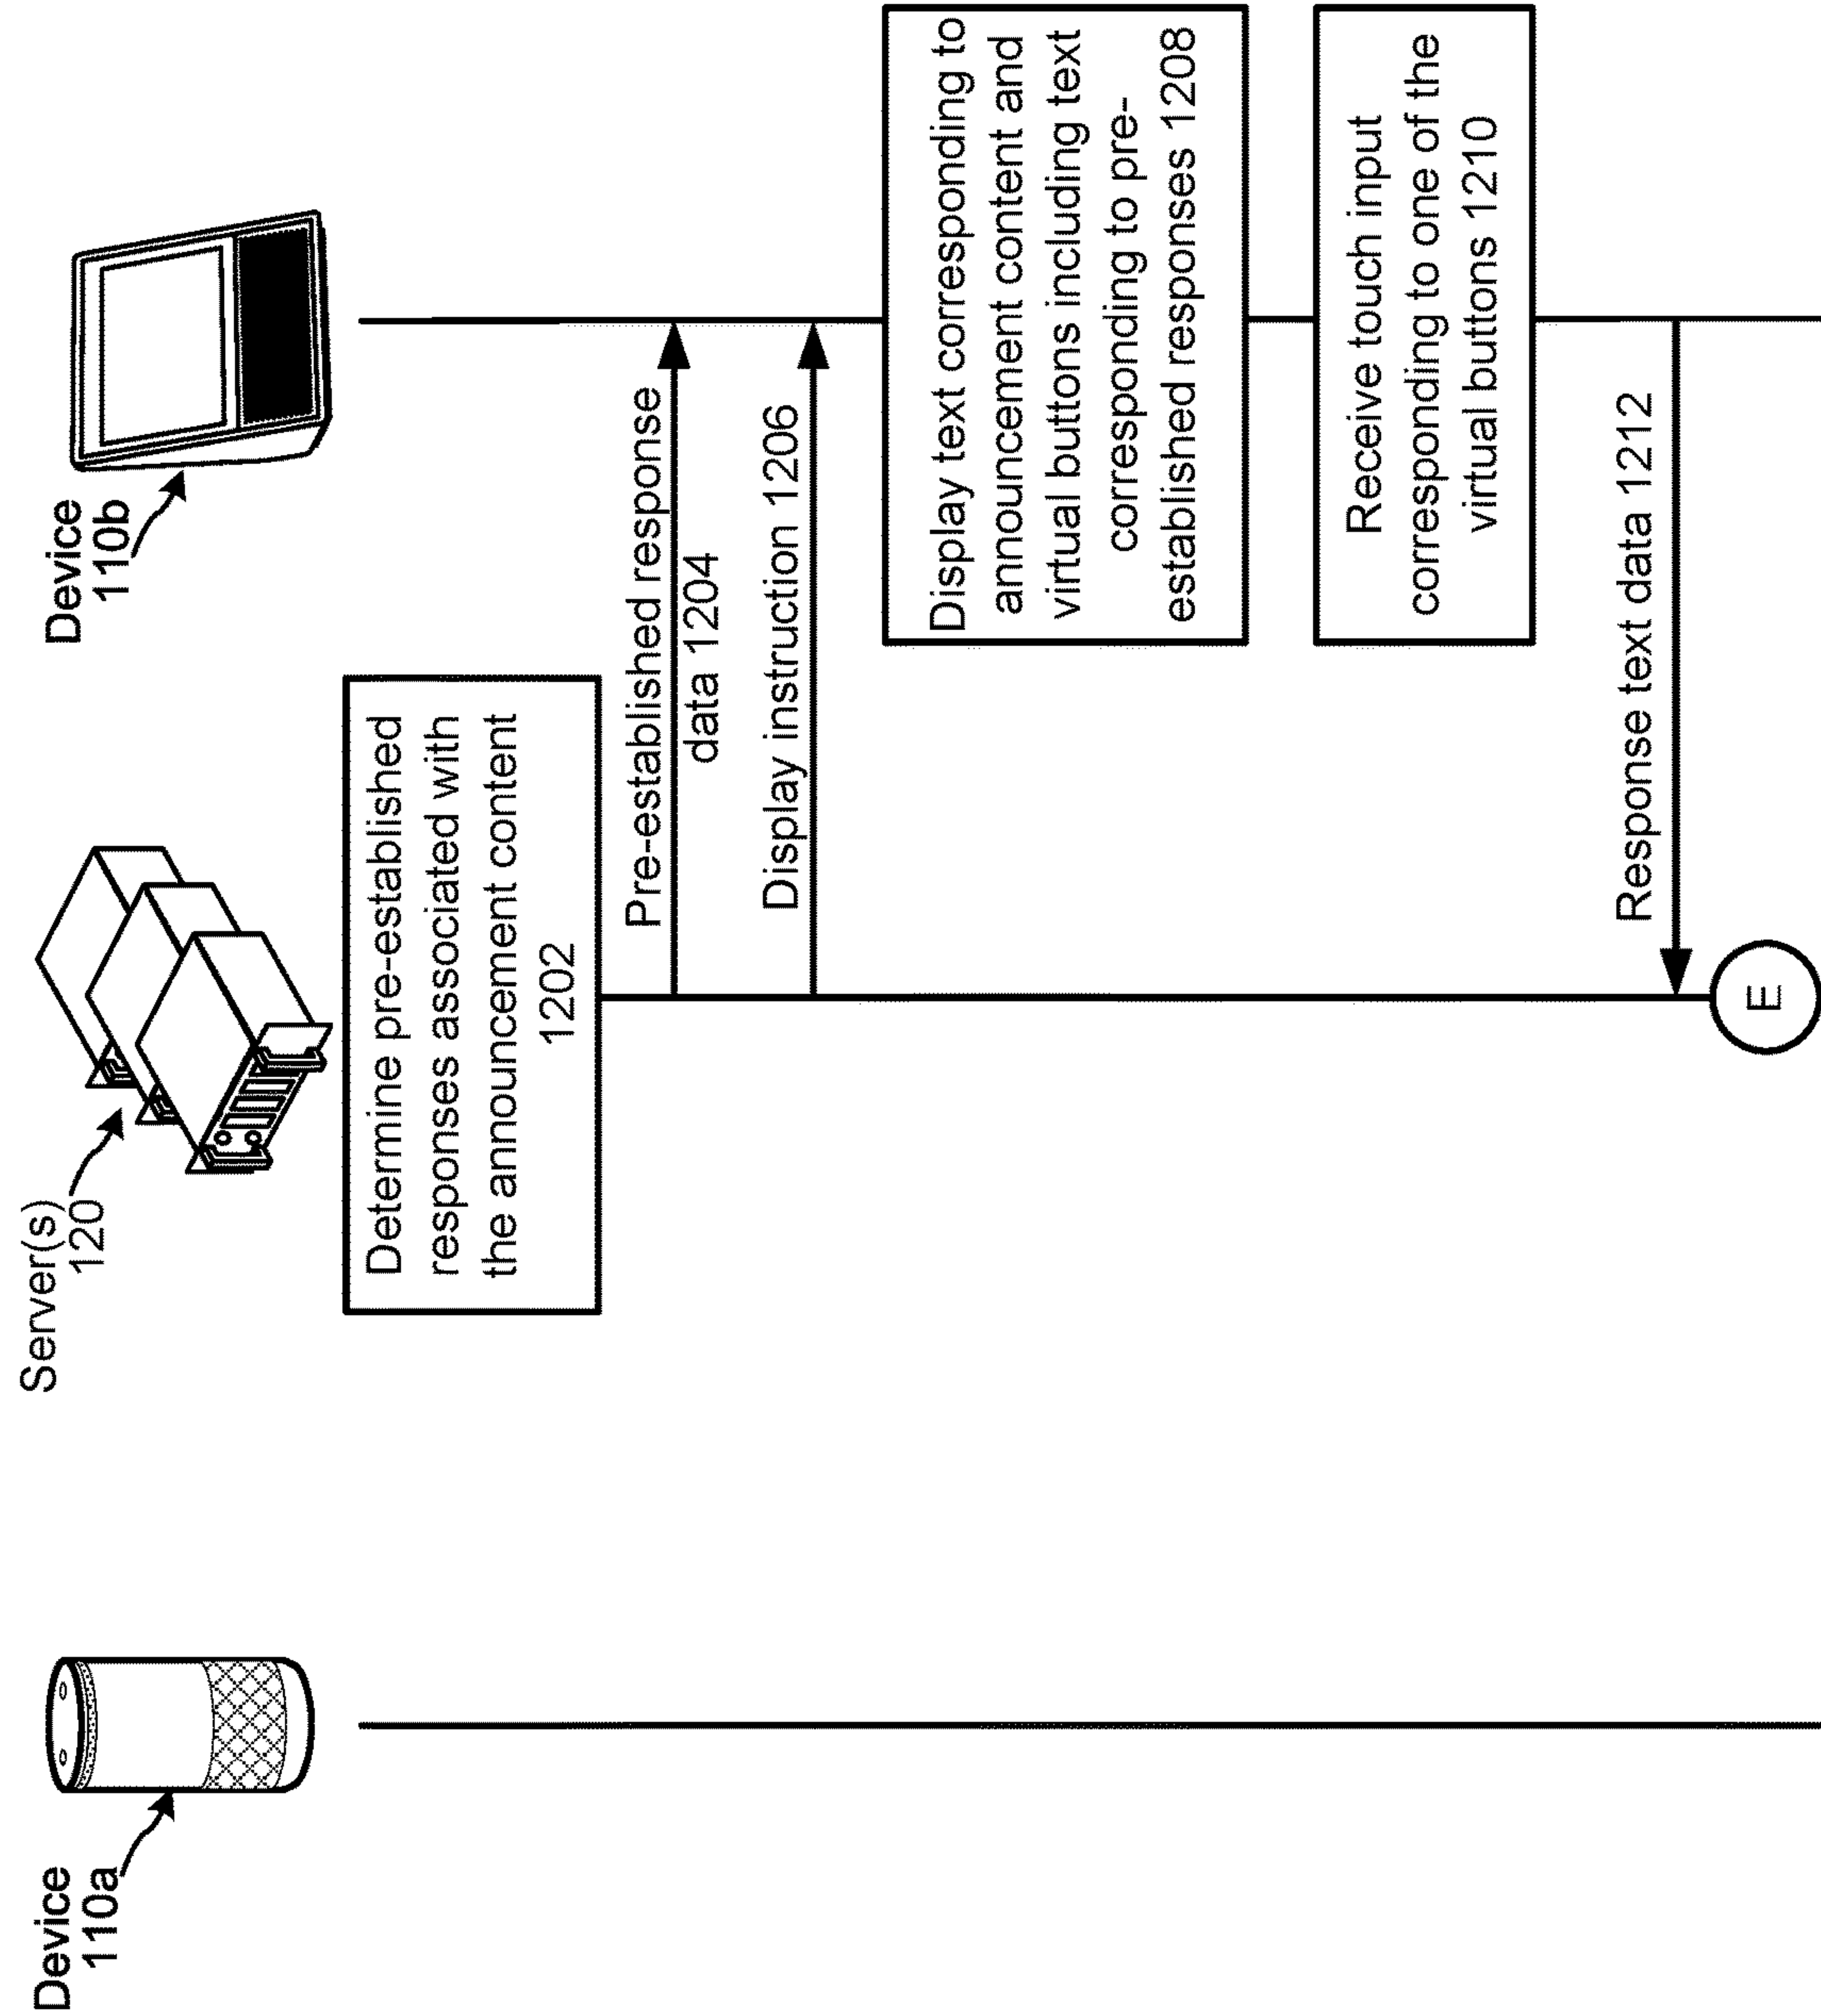 Device
110a
Server(s)
120
Device
110b
Determine pre-established
responses associated with
the announcement content
1202
Pre-established response
data 1204
Display instruction 1206
Display text corresponding to
announcement content and
virtual buttons including text
corresponding to pre-
established responses 1208
Receive touch input
corresponding to one of the
virtual buttons 1210
Response text data 1212
E